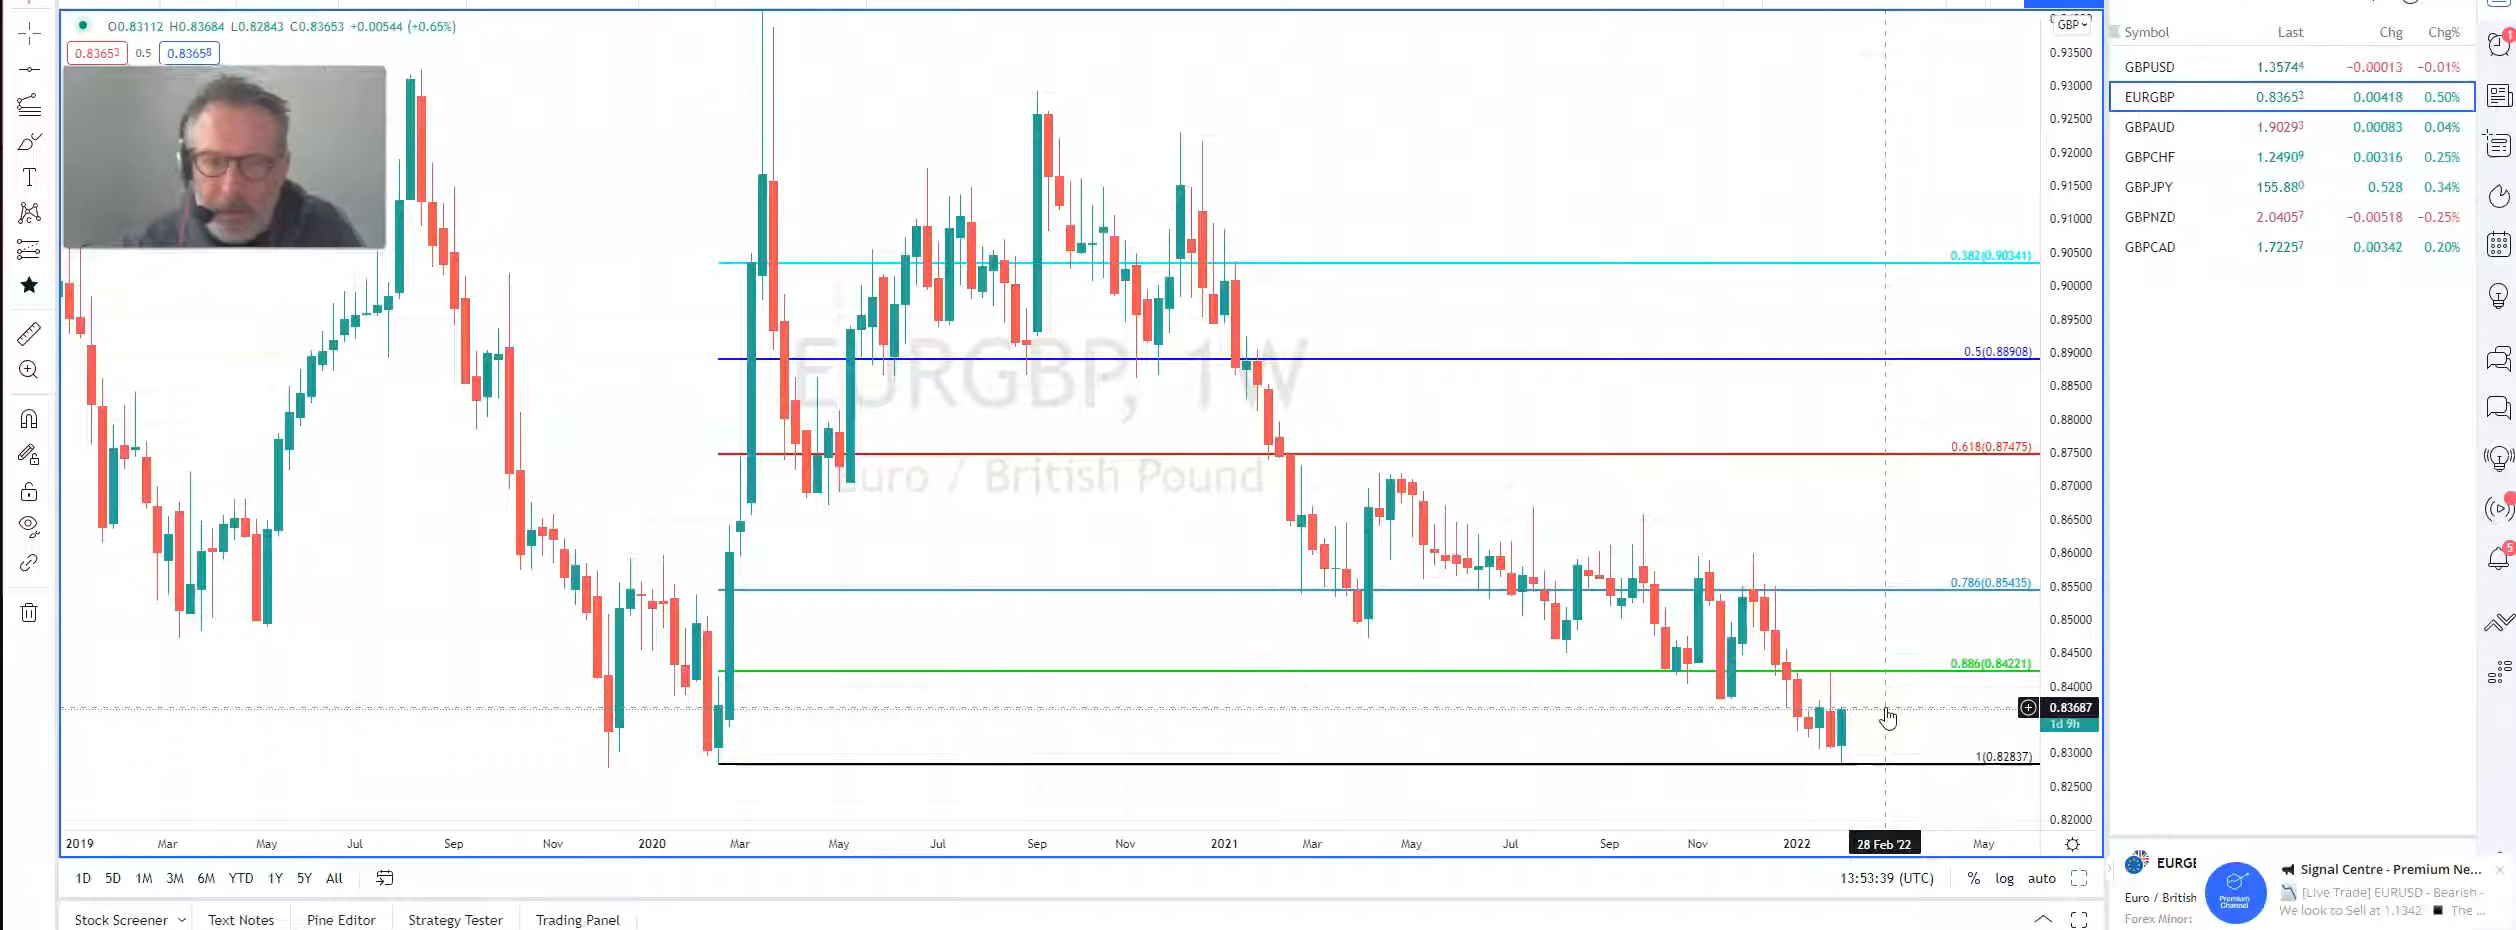 O0.83112 H0.83684 L0.82843 C0.83653 +0.00544 (+0.65%)
0.83653 0.5 0.83658
GBP
0.93500
0.93000
0.92500
0.92000
0.91500
0.91000
0.90500
0.90000
0.89500
0.89000
0.88500
0.88000
0.87500
0.87000
0.86500
0.86000
0.85500
0.85000
0.84500
0.84000
0.83687
1d 9h
0.83000
0.82500
0.82000
0.382(0.90341)
0.5(0.88908)
0.618(0.87475)
0.786(0.85435)
0.886(0.84221)
1(0.82837)
EURGBP, 1W
Euro / British Pound
2019 Mar May Jul Sep Nov 2020 Mar May Jul Sep Nov 2021 Mar May Jul Sep Nov 2022 28 Feb '22 May
1D 5D 1M 3M 6M YTD 1Y 5Y All
13:53:39 (UTC) % log auto
Stock Screener Text Notes Pine Editor Strategy Tester Trading Panel
Symbol Last Chg Chg%
GBPUSD 1.35744 −0.00013 −0.01%
EURGBP 0.83653 0.00418 0.50%
GBPAUD 1.90293 0.00083 0.04%
GBPCHF 1.24909 0.00316 0.25%
GBPJPY 155.880 0.528 0.34%
GBPNZD 2.04057 −0.00518 −0.25%
GBPCAD 1.72257 0.00342 0.20%
1
5
EURGB
Euro / British
Forex Minor:
Premium
Channel
Signal Centre - Premium Ne...
[Live Trade] EURUSD - Bearish -
We look to Sell at 1.1342 ■ The ...